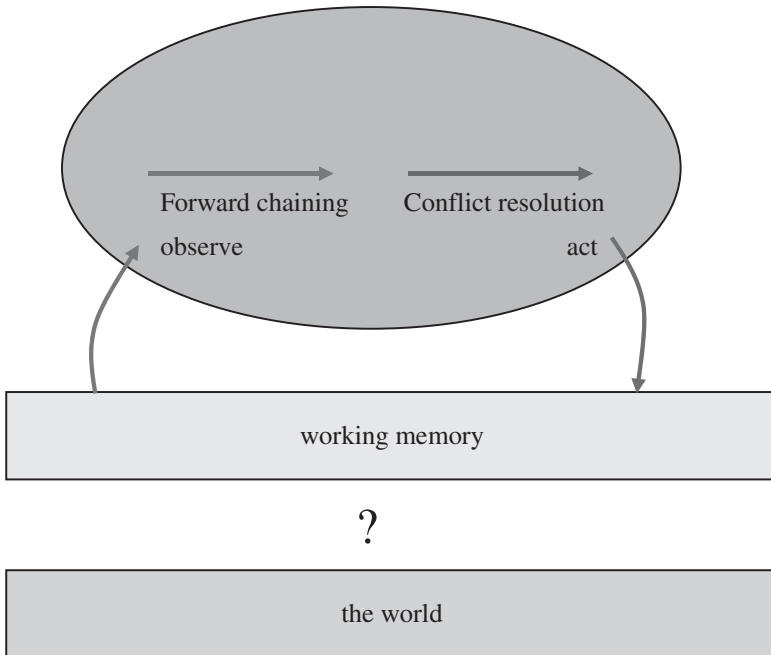 Forward chaining
Conflict resolution
observe
act
working memory
?
the world